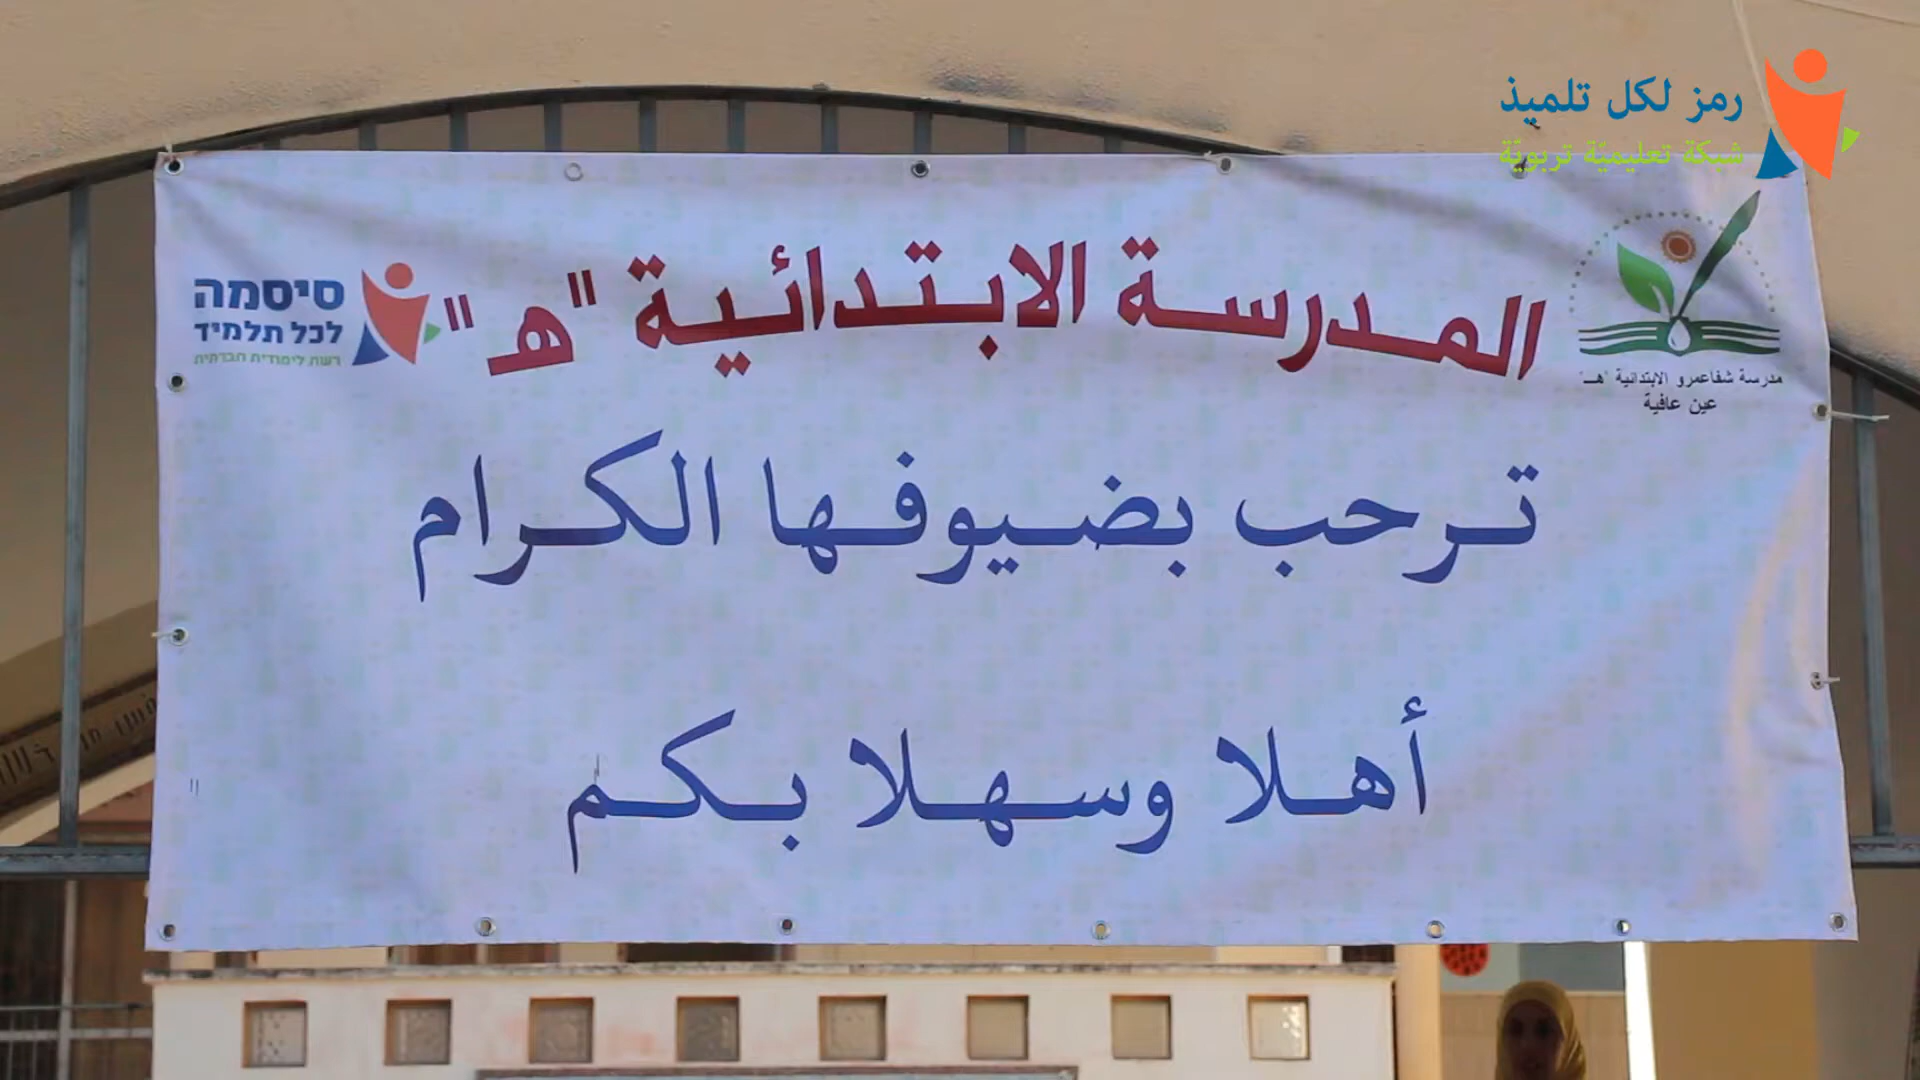 رمز لكل تلميذ
شبكة تعليميّة تربويّة
المدرسة الابتدائية "هـ"
סיסמה
לכל תלמיד
רשת לימודית חברתית
مدرسة شفاعمرو الابتدائية "هـ"
عين عافية
ترحب بضيوفها الكرام
أهلا وسهلا بكم